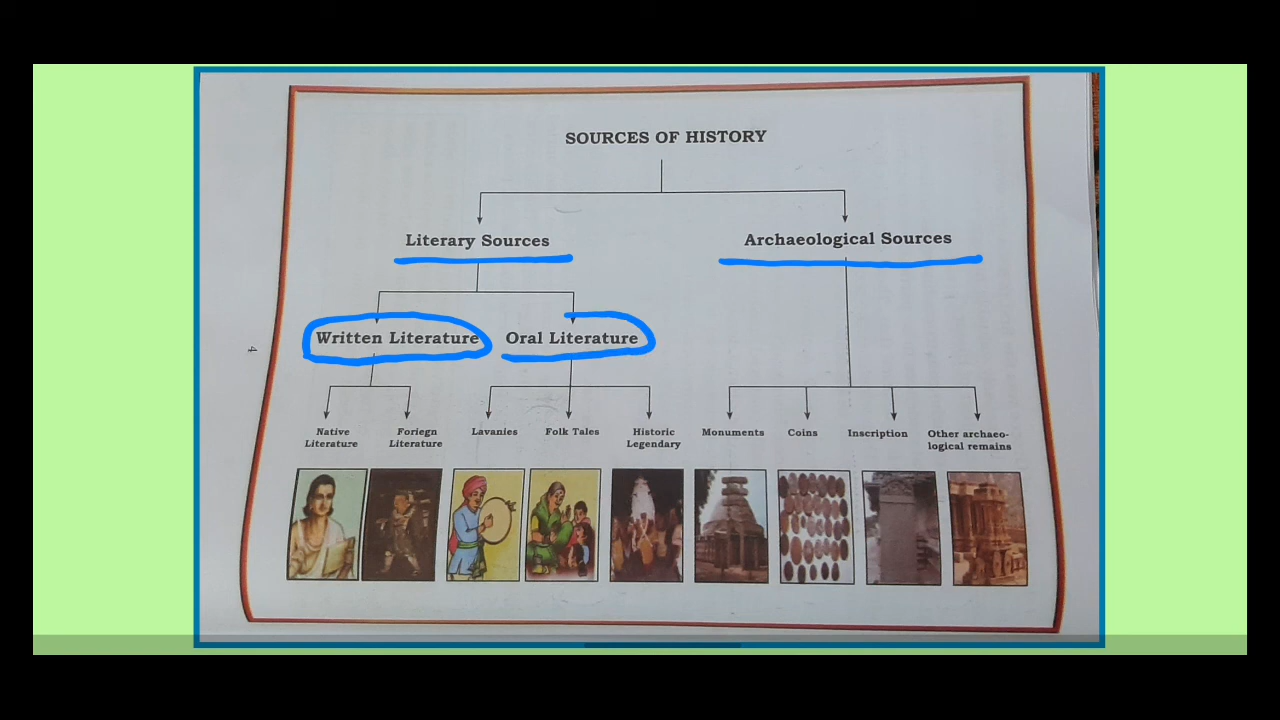 SOURCES OF HISTORY
Literary Sources
Archaeological Sources
Written Literature
Oral Literature
Native
Literature
Foriegn
Literature
Lavanies
Folk Tales
Historic
Legendary
Monuments
Coins
Inscription
Other archaeo-
logical remains
4